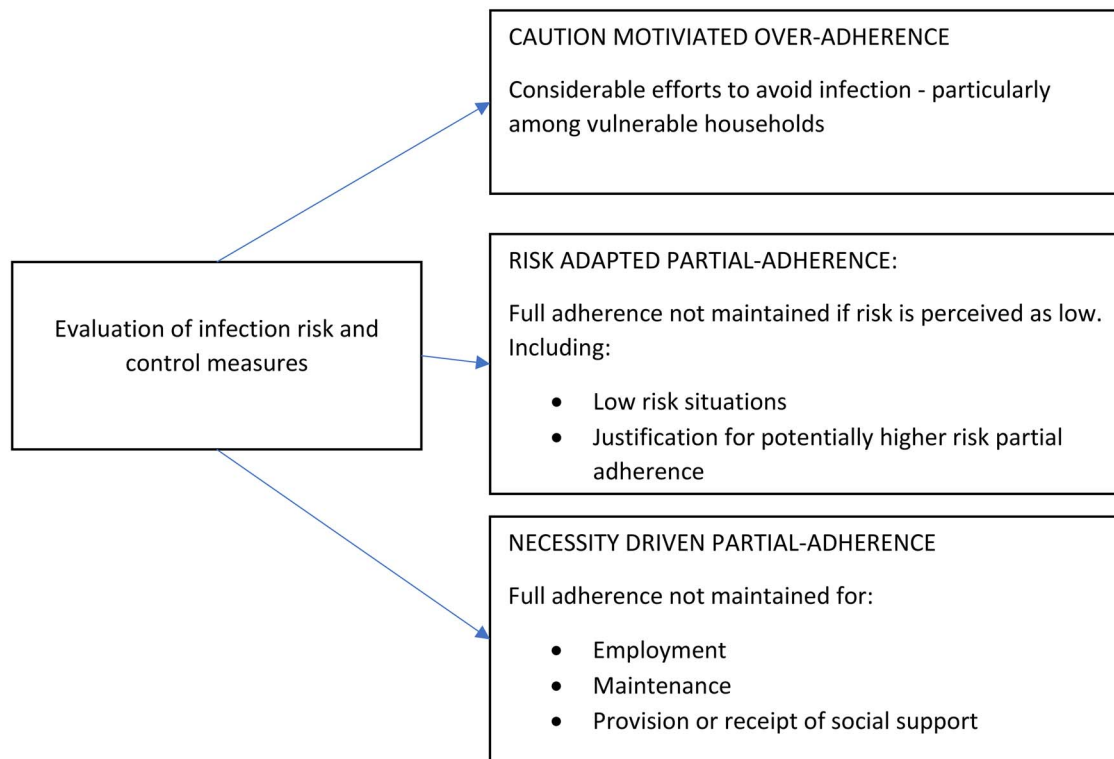 CAUTION MOTIVIATED OVER-ADHERENCE
Considerable efforts to avoid infection - particularly
among vulnerable households
Evaluation of infection risk and
control measures
RISK ADAPTED PARTIAL-ADHERENCE:
Full adherence not maintained if risk is perceived as low.
Including:
• Low risk situations
• Justification for potentially higher risk partial
adherence
NECESSITY DRIVEN PARTIAL-ADHERENCE
Full adherence not maintained for:
• Employment
• Maintenance
• Provision or receipt of social support